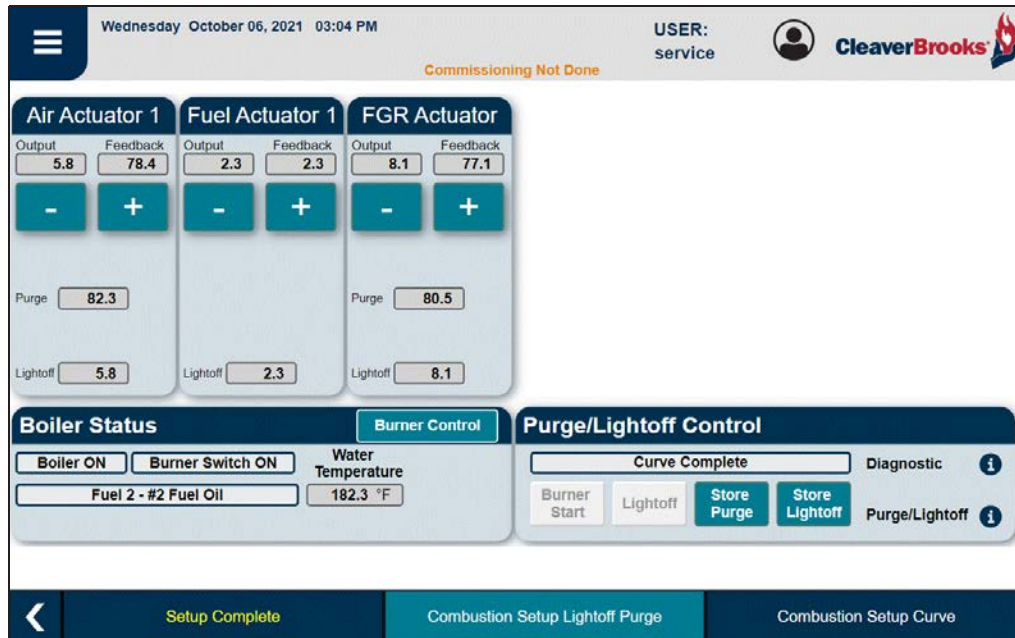 Wednesday October 06, 2021 03:04 PM
USER:
service
CleaverBrooks
Commissioning Not Done
Air Actuator 1
Output Feedback
5.8 78.4
- +
Purge 82.3
Lightoff 5.8
Fuel Actuator 1
Output Feedback
2.3 2.3
- +
Lightoff 2.3
FGR Actuator
Output Feedback
8.1 77.1
- +
Purge 80.5
Lightoff 8.1
Boiler Status
Burner Control
Boiler ON Burner Switch ON
Water
Temperature
Fuel 2 - #2 Fuel Oil
182.3 °F
Purge/Lightoff Control
Curve Complete
Diagnostic i
Burner
Start
Lightoff
Store
Purge
Store
Lightoff
Purge/Lightoff i
Setup Complete
Combustion Setup Lightoff Purge
Combustion Setup Curve